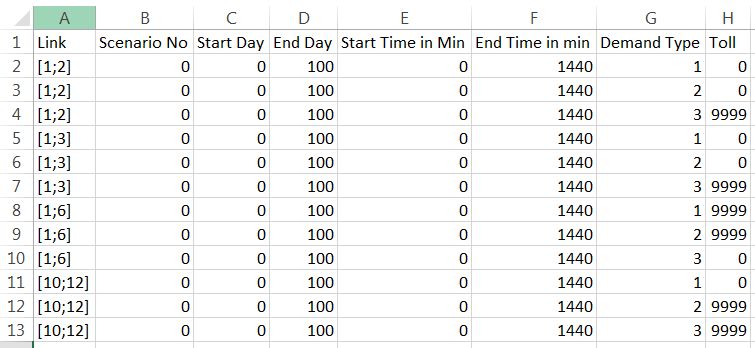 A B C D E F G H
1 Link Scenario No Start Day End Day Start Time in Min End Time in min Demand Type Toll
2 [1;2] 0 0 100 0 1440 1 0
3 [1;2] 0 0 100 0 1440 2 0
4 [1;2] 0 0 100 0 1440 3 9999
5 [1;3] 0 0 100 0 1440 1 0
6 [1;3] 0 0 100 0 1440 2 0
7 [1;3] 0 0 100 0 1440 3 9999
8 [1;6] 0 0 100 0 1440 1 9999
9 [1;6] 0 0 100 0 1440 2 9999
10 [1;6] 0 0 100 0 1440 3 0
11 [10;12] 0 0 100 0 1440 1 0
12 [10;12] 0 0 100 0 1440 2 9999
13 [10;12] 0 0 100 0 1440 3 9999